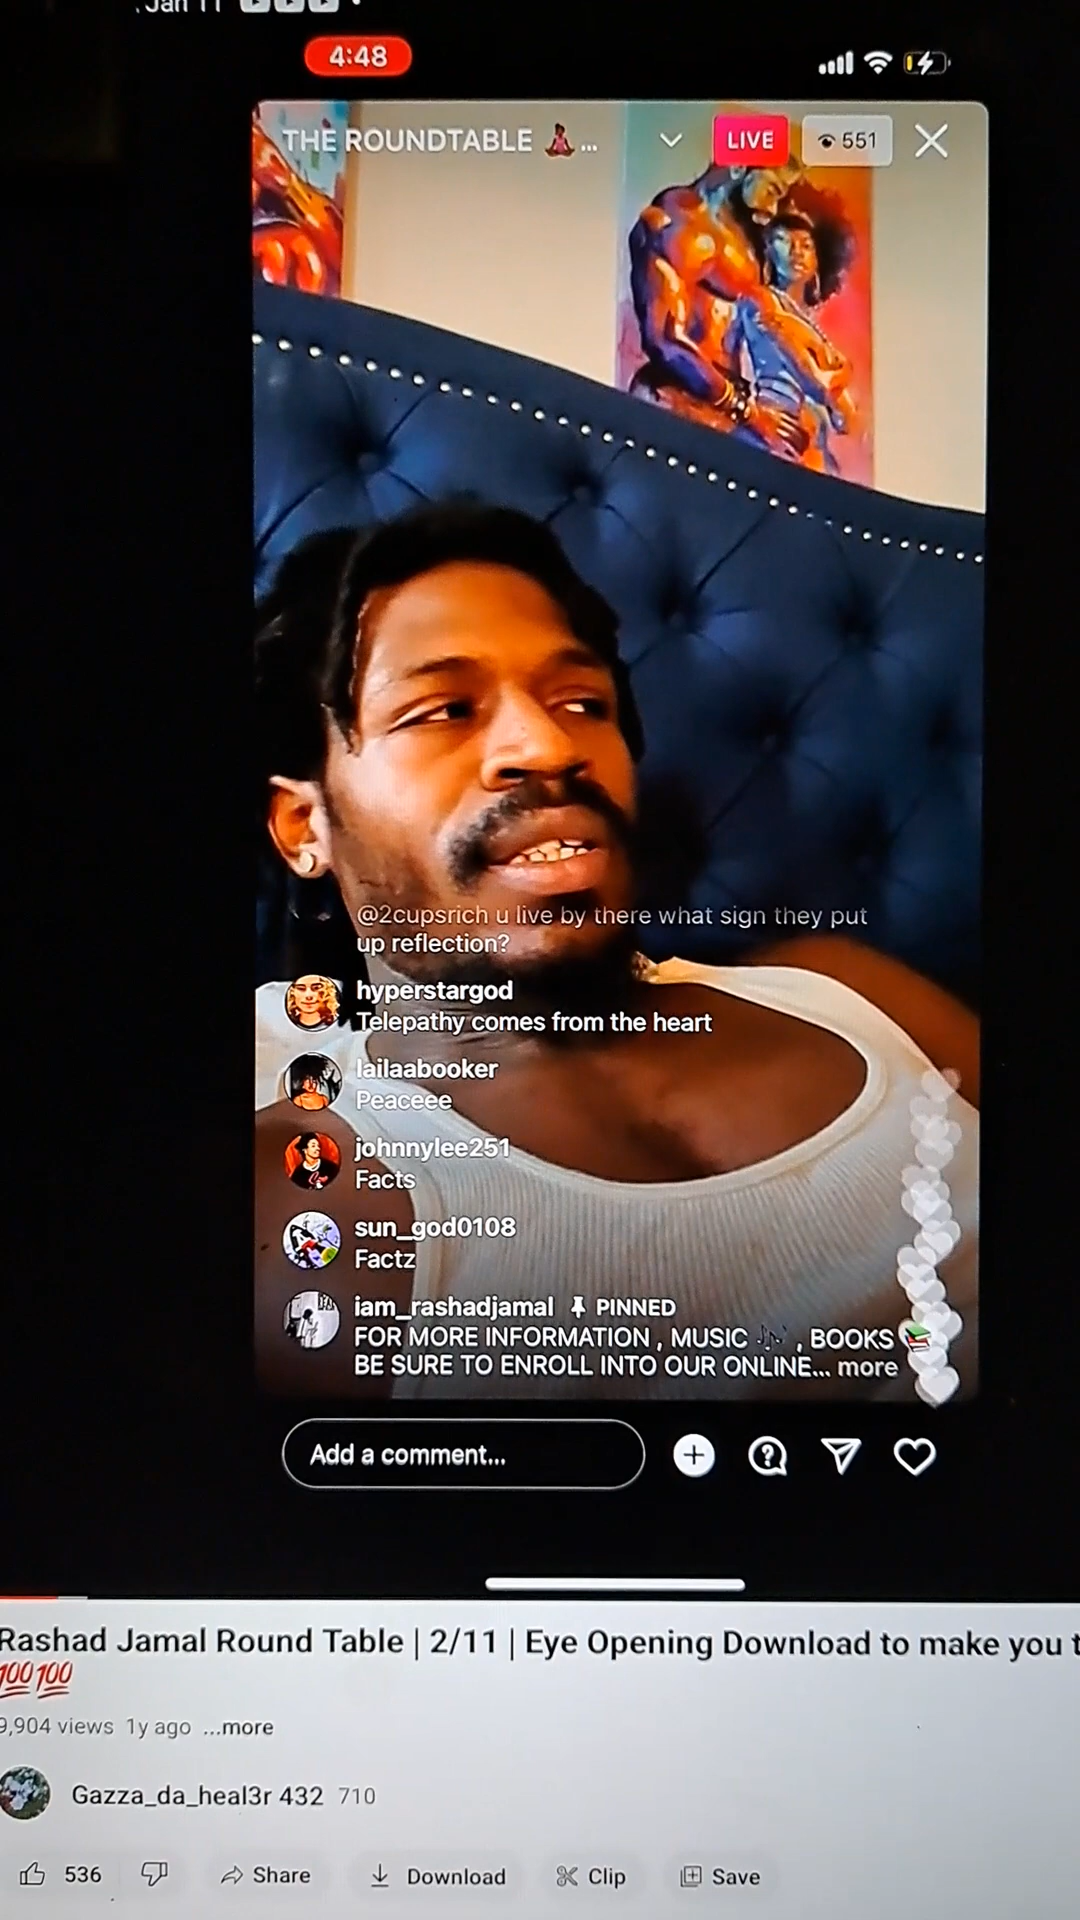 . Jan 11
4:48
THE ROUNDTABLE 🧘🏾‍♀️...
LIVE
551
@2cupsrich u live by there what sign they put
up reflection?
hyperstargod
Telepathy comes from the heart
lailaabooker
Peaceee
johnnylee251
Facts
sun_god0108
Factz
iam_rashadjamal 📌 PINNED
FOR MORE INFORMATION , MUSIC 🎶 , BOOKS 📚
BE SURE TO ENROLL INTO OUR ONLINE... more
Add a comment...
Rashad Jamal Round Table | 2/11 | Eye Opening Download to make you t
💯💯
9,904 views 1y ago ...more
Gazza_da_heal3r 432 710
536
Share
Download
Clip
Save